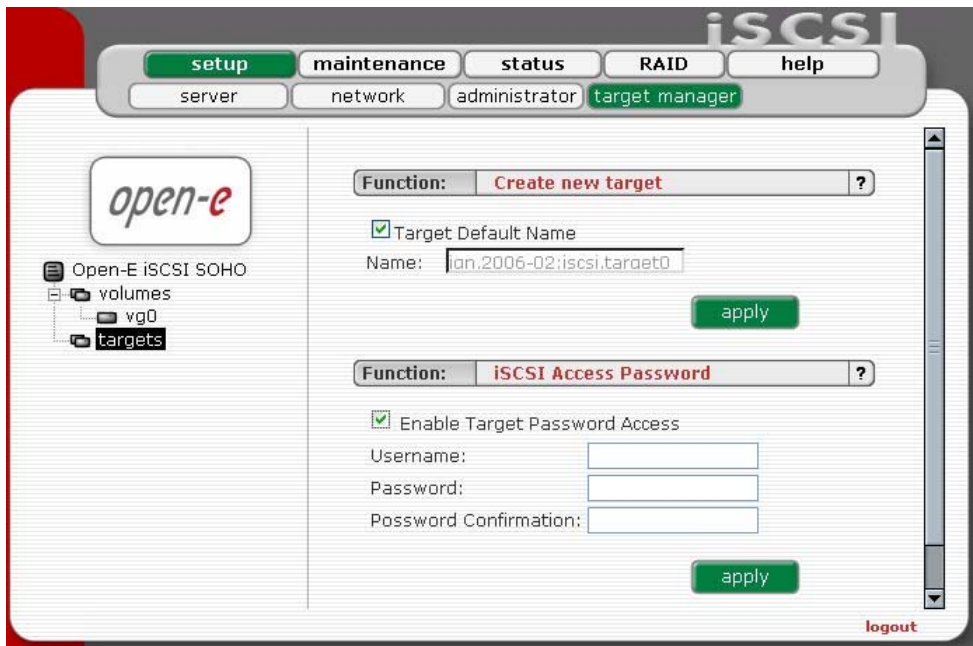 iSCSI
setup maintenance status RAID help
server network administrator target manager
open-e
Open-E iSCSI SOHO
volumes
vg0
targets
Function: Create new target ?
Target Default Name
Name: iqn.2006-02:iscsi.target0
apply
Function: iSCSI Access Password ?
Enable Target Password Access
Username:
Password:
Possword Confirmation:
apply
logout